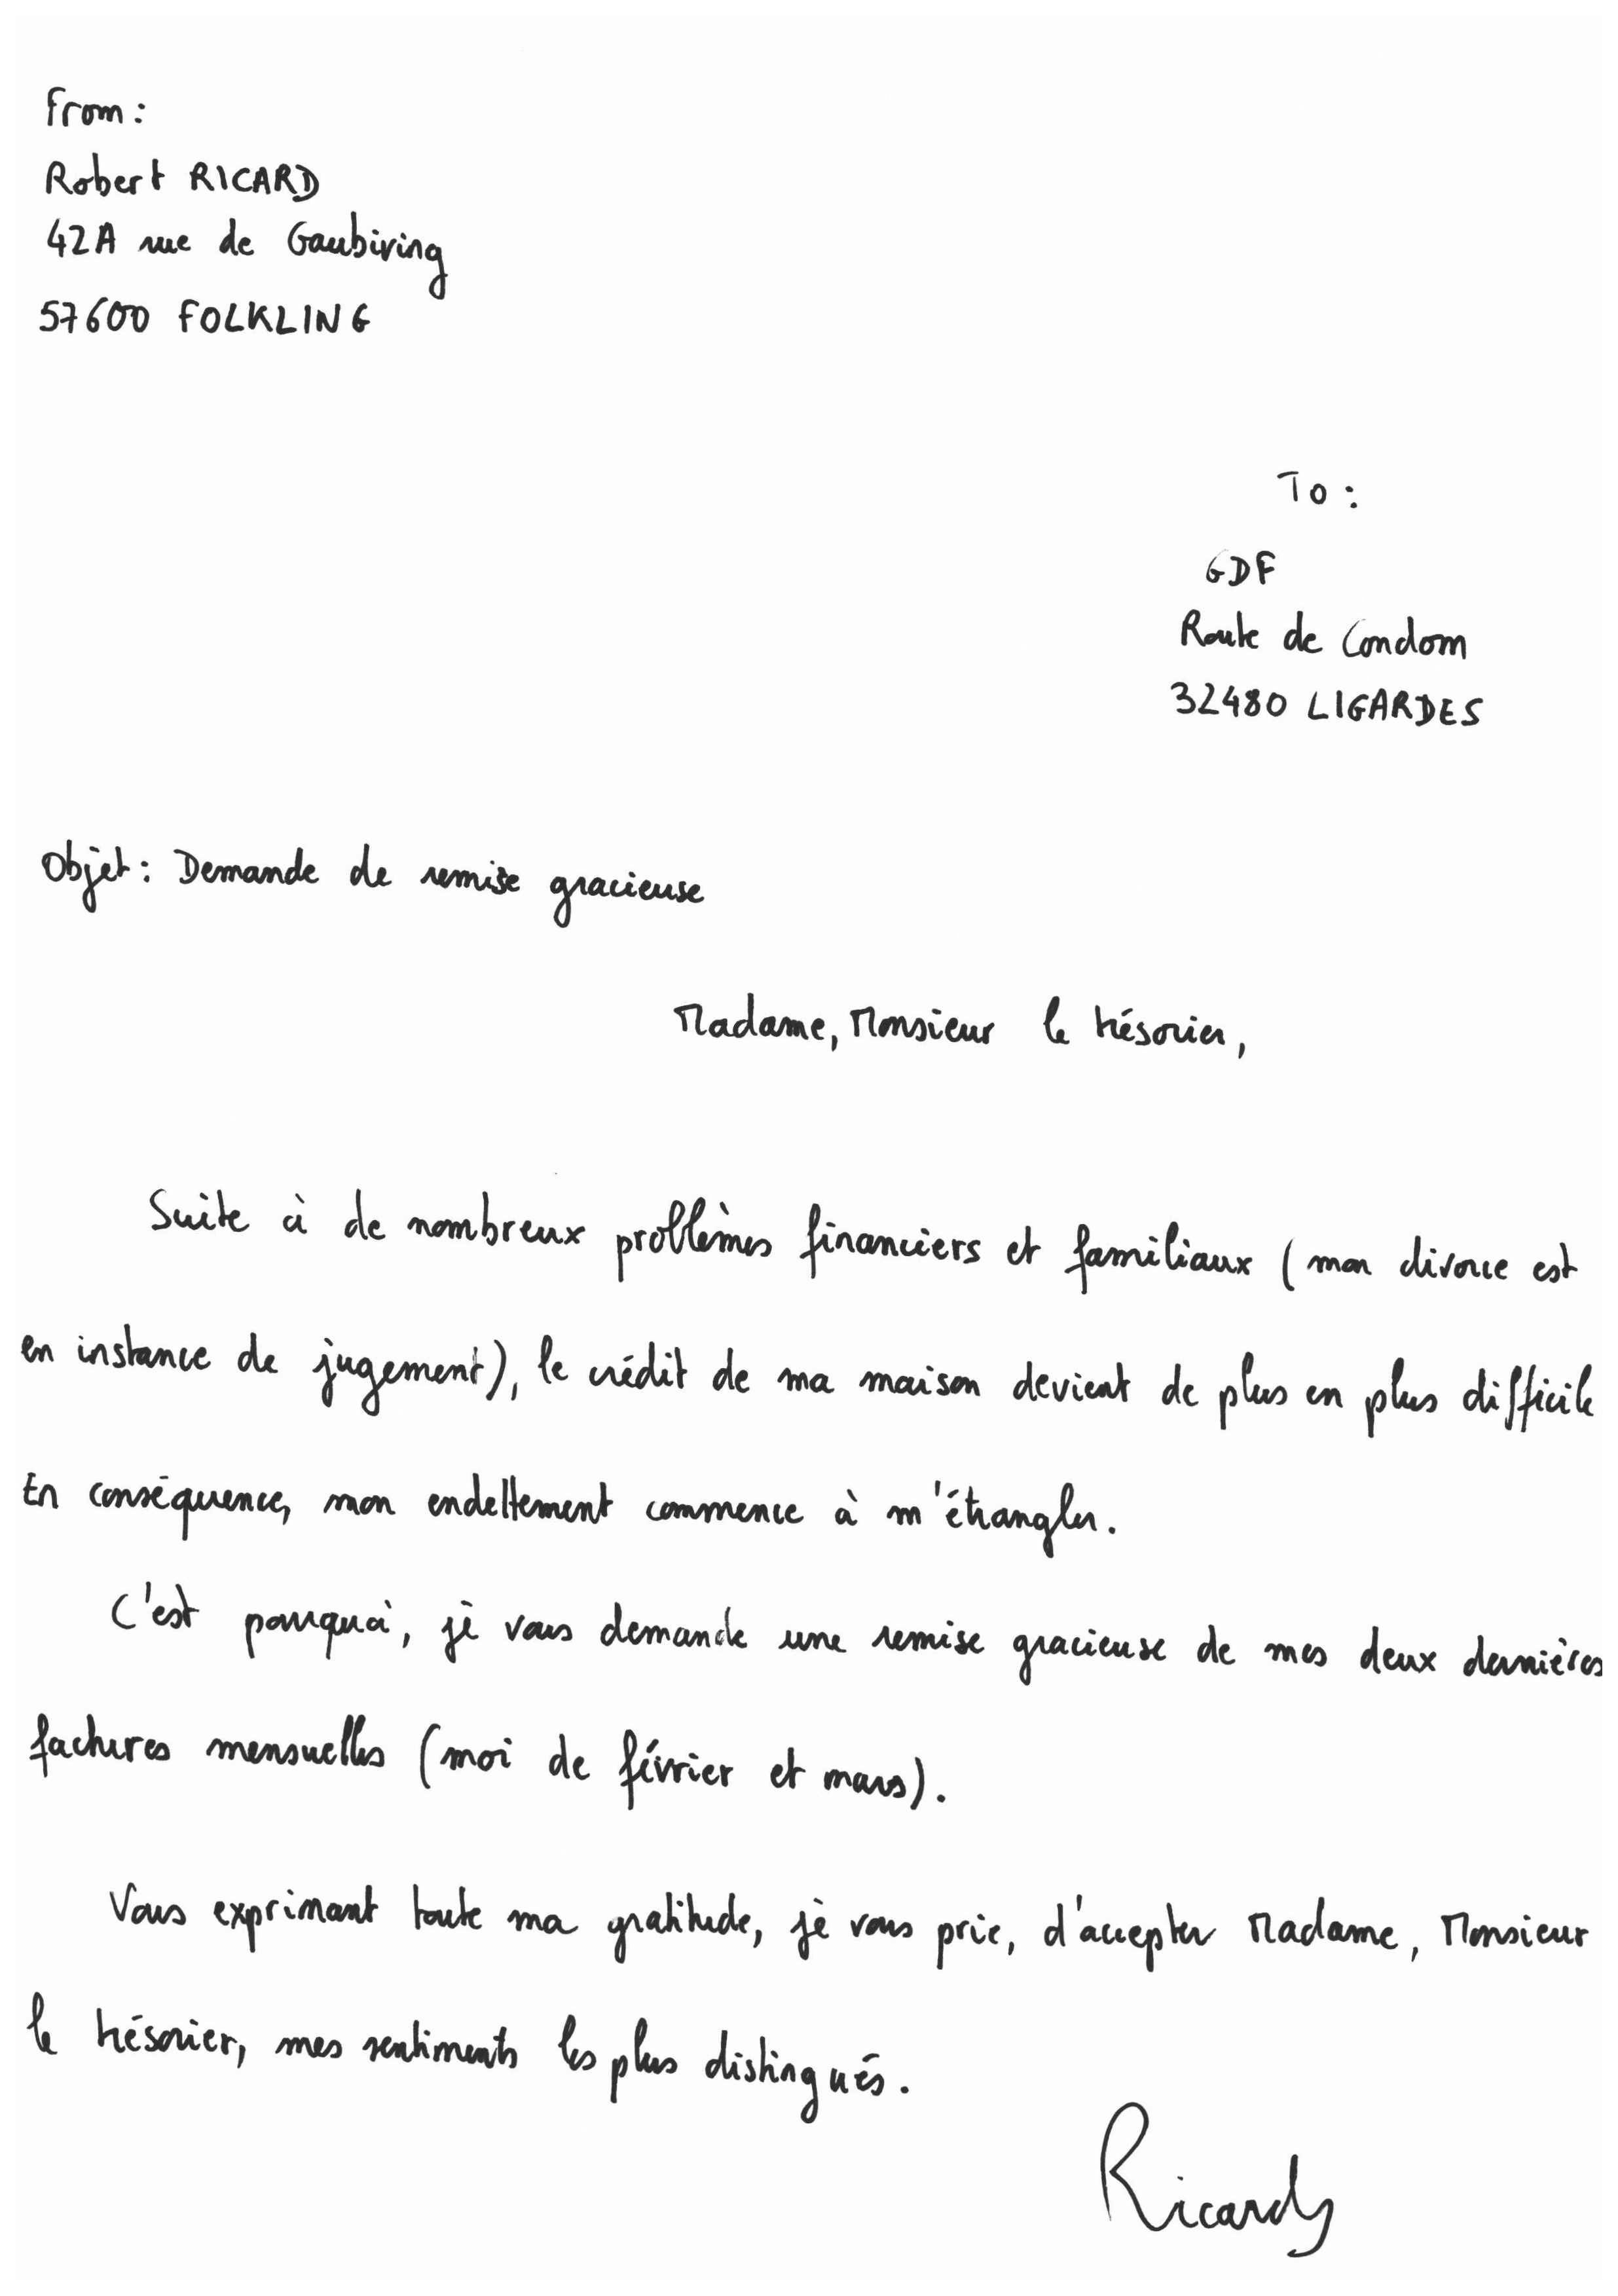 From :
Robert RICARD
42A rue de Gaubiving
57600 FOLKLING
To :
GDF
Route de Condom
32480 LIGARDES
Objet : Demande de remise gracieuse
Madame, Monsieur le trésorier,
Suite à de nombreux problèmes financiers et familiaux (mon divorce est
en instance de jugement), le crédit de ma maison devient de plus en plus difficile
En conséquence, mon endettement commence à m'étrangler.
C'est pourquoi, je vous demande une remise gracieuse de mes deux dernières
factures mensuelles (moi de février et mars).
Vous exprimant toute ma gratitude, je vous prie, d'accepter Madame, Monsieur
le trésorier, mes sentiments les plus distingués.
Ricard